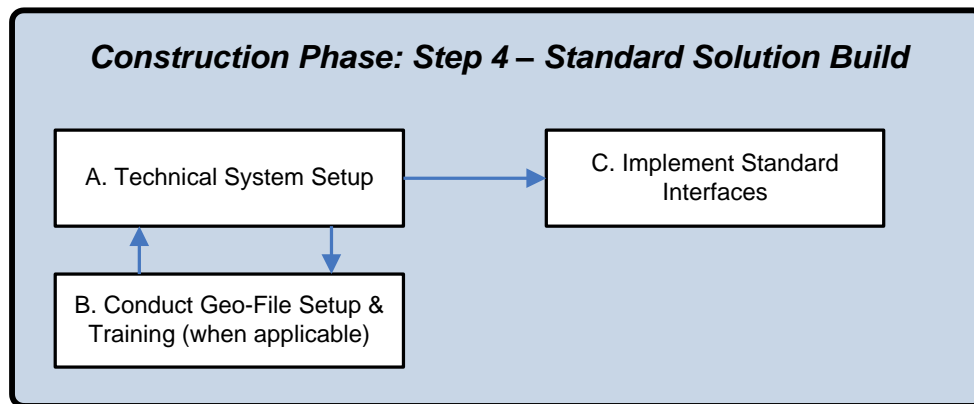 Construction Phase: Step 4 – Standard Solution Build
A. Technical System Setup
C. Implement Standard
Interfaces
B. Conduct Geo-File Setup &
Training (when applicable)